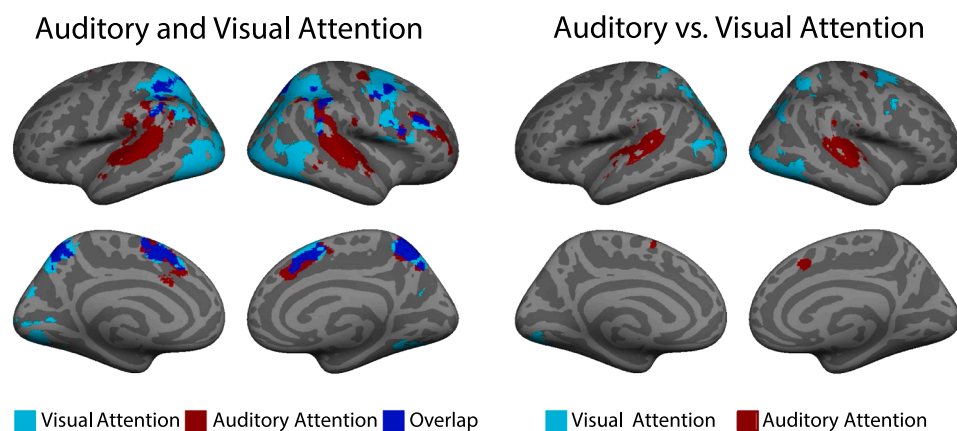 Auditory and Visual Attention
Auditory vs. Visual Attention
Visual Attention
Auditory Attention
Overlap
Visual Attention
Auditory Attention